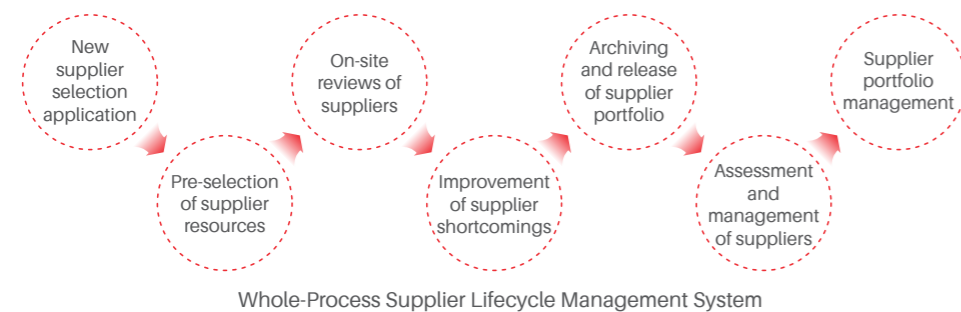 New
supplier
selection
application
Pre-selection
of supplier
resources
On-site
reviews of
suppliers
Improvement
of supplier
shortcomings
Archiving
and release
of supplier
portfolio
Assessment
and
management
of suppliers
Supplier
portfolio
management
Whole-Process Supplier Lifecycle Management System